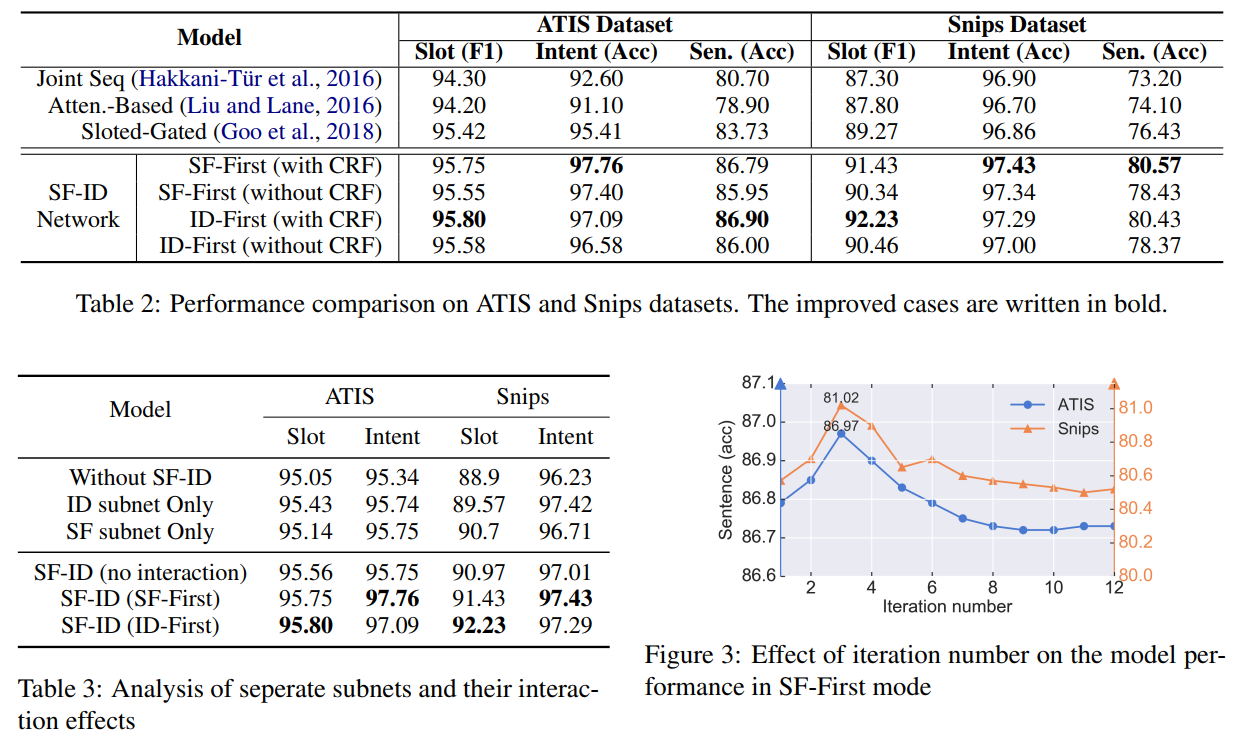 Model ATIS Dataset Snips Dataset
Slot (F1) Intent (Acc) Sen. (Acc) Slot (F1) Intent (Acc) Sen. (Acc)
Joint Seq (Hakkani-Tür et al., 2016) 94.30 92.60 80.70 87.30 96.90 73.20
Atten.-Based (Liu and Lane, 2016) 94.20 91.10 78.90 87.80 96.70 74.10
Sloted-Gated (Goo et al., 2018) 95.42 95.41 83.73 89.27 96.86 76.43
SF-ID Network
SF-First (with CRF) 95.75 97.76 86.79 91.43 97.43 80.57
SF-First (without CRF) 95.55 97.40 85.95 90.34 97.34 78.43
ID-First (with CRF) 95.80 97.09 86.90 92.23 97.29 80.43
ID-First (without CRF) 95.58 96.58 86.00 90.46 97.00 78.37
Table 2: Performance comparison on ATIS and Snips datasets. The improved cases are written in bold.
Model ATIS Snips
Slot Intent Slot Intent
Without SF-ID 95.05 95.34 88.9 96.23
ID subnet Only 95.43 95.74 89.57 97.42
SF subnet Only 95.14 95.75 90.7 96.71
SF-ID (no interaction) 95.56 95.75 90.97 97.01
SF-ID (SF-First) 95.75 97.76 91.43 97.43
SF-ID (ID-First) 95.80 97.09 92.23 97.29
Table 3: Analysis of seperate subnets and their interac-
tion effects
87.1
87.0
86.9
86.8
86.7
86.6
Sentence (acc)
81.02
86.97
ATIS
Snips
81.0
80.8
80.6
80.4
80.2
80.0
2 4 6 8 10 12
Iteration number
Figure 3: Effect of iteration number on the model per-
formance in SF-First mode